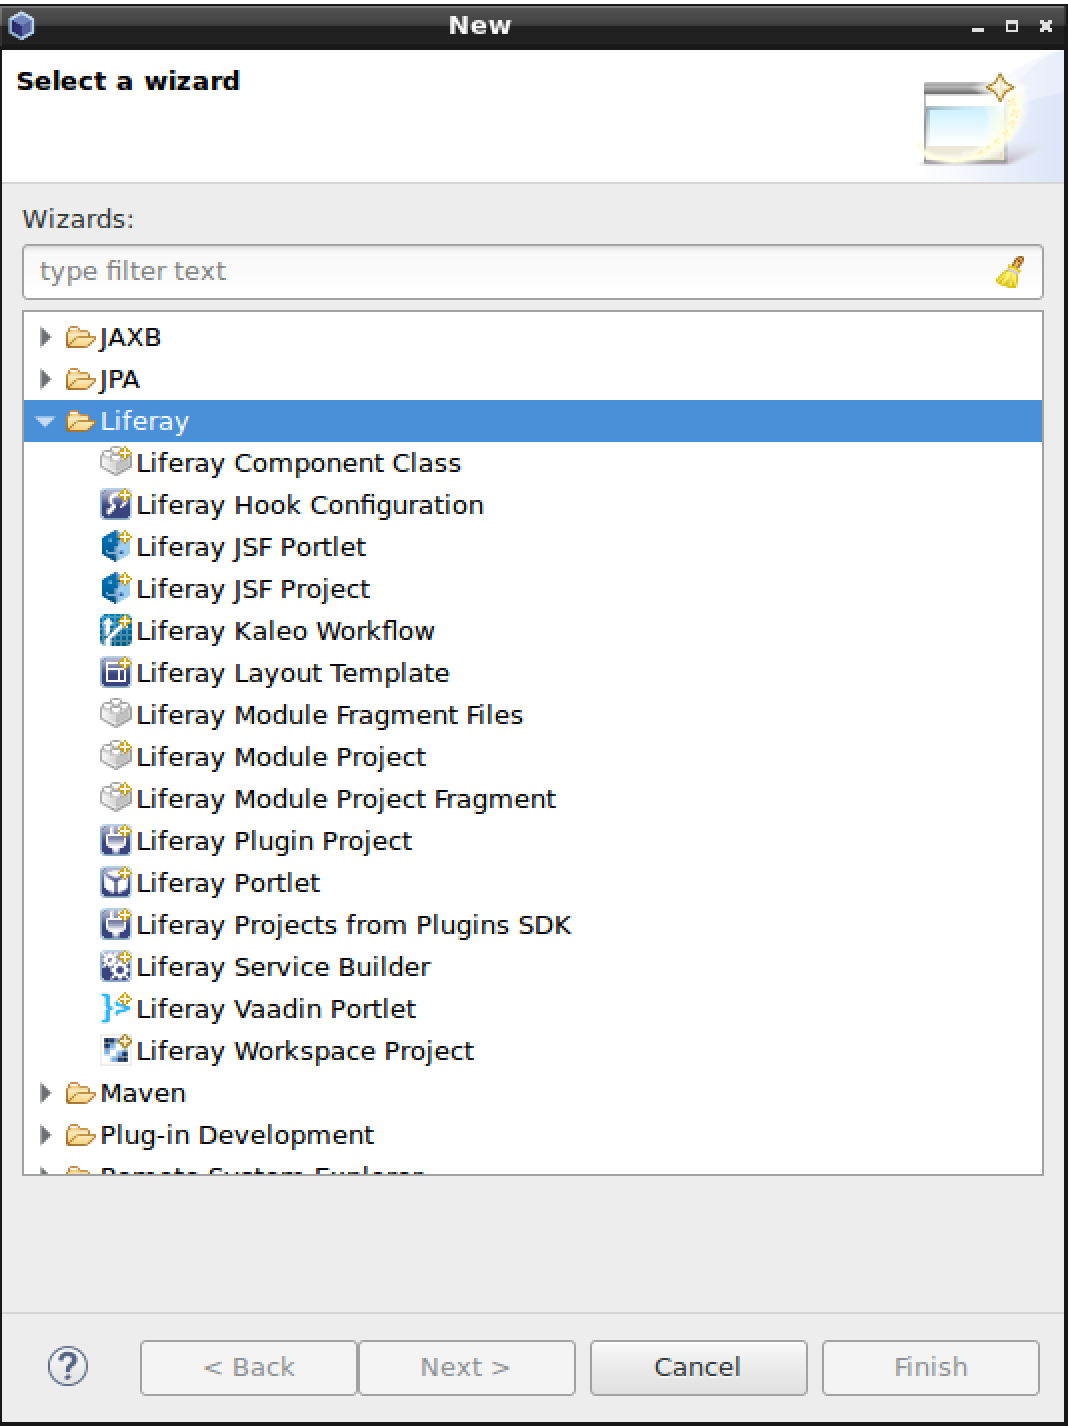 New
Select a wizard
Wizards:
type filter text
JAXB
JPA
Liferay
Liferay Component Class
Liferay Hook Configuration
Liferay JSF Portlet
Liferay JSF Project
Liferay Kaleo Workflow
Liferay Layout Template
Liferay Module Fragment Files
Liferay Module Project
Liferay Module Project Fragment
Liferay Plugin Project
Liferay Portlet
Liferay Projects from Plugins SDK
Liferay Service Builder
Liferay Vaadin Portlet
Liferay Workspace Project
Maven
Plug-in Development
Remote System Explorer
? < Back Next > Cancel Finish